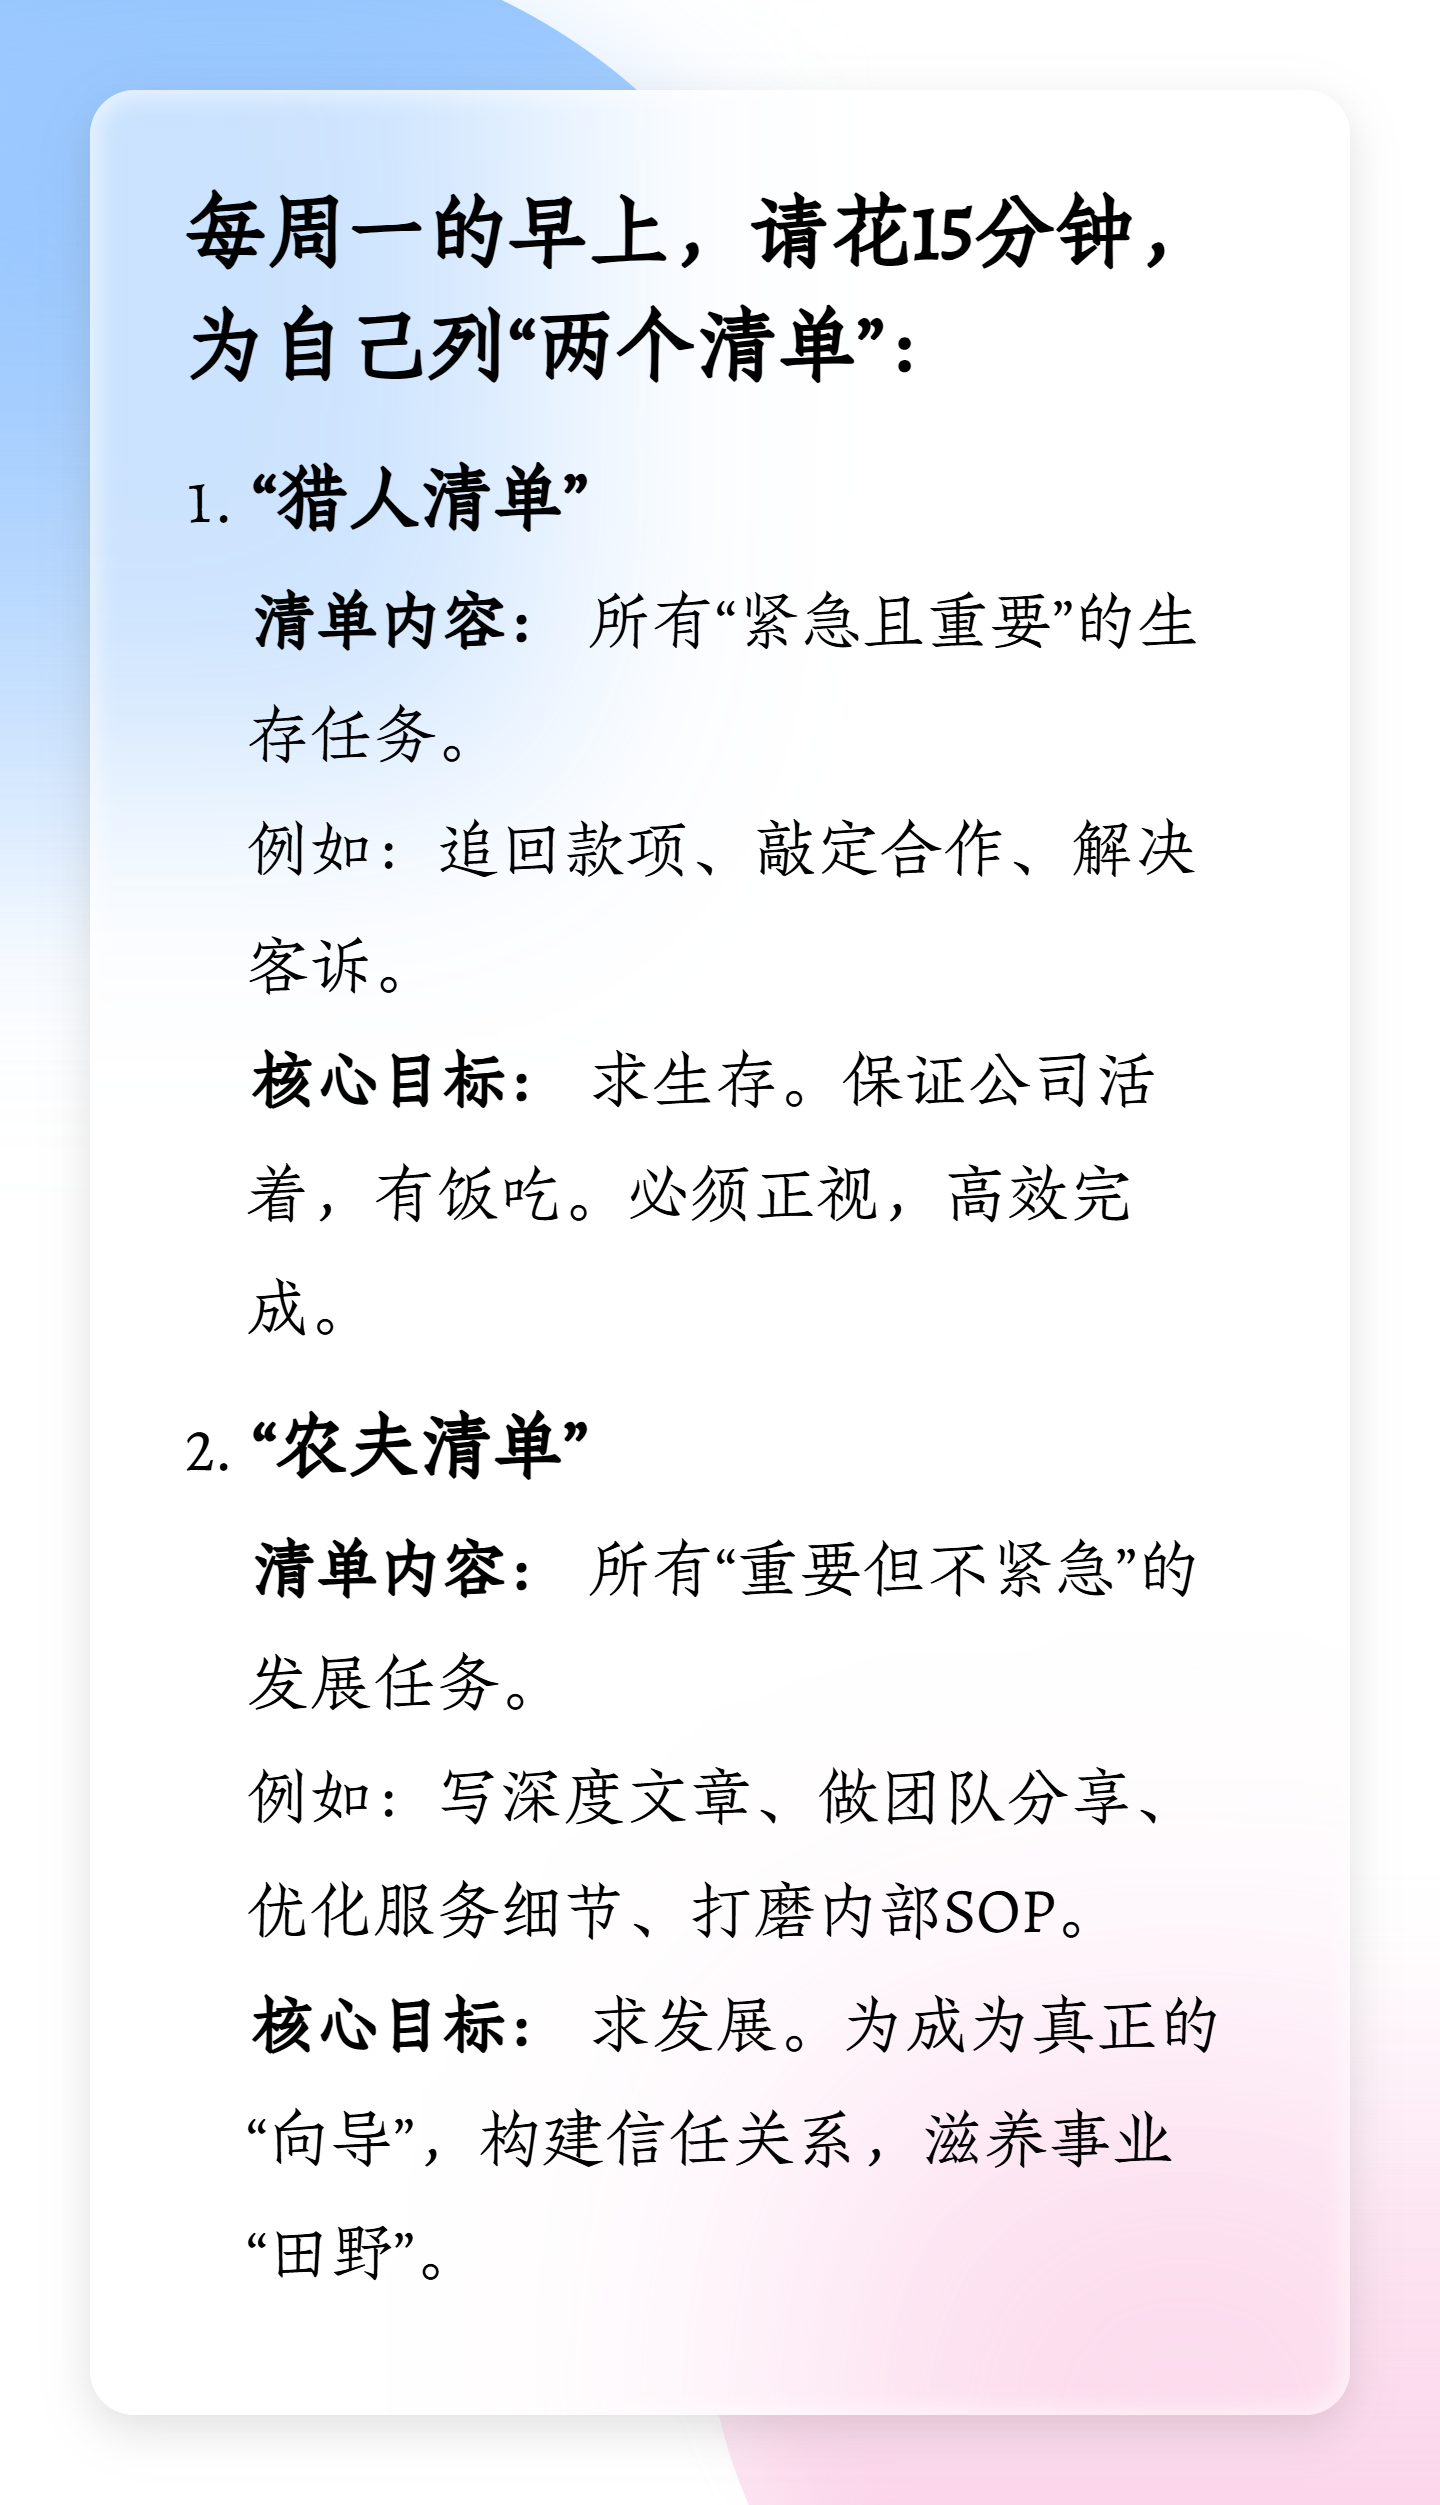 每周一的早上，请花15分钟，
为自己列“两个清单”：
1. “猎人清单”
清单内容： 所有“紧急且重要”的生
存任务。
例如：追回款项、敲定合作、解决
客诉。
核心目标： 求生存。保证公司活
着，有饭吃。必须正视，高效完
成。
2. “农夫清单”
清单内容： 所有“重要但不紧急”的
发展任务。
例如：写深度文章、做团队分享、
优化服务细节、打磨内部SOP。
核心目标： 求发展。为成为真正的
“向导”，构建信任关系，滋养事业
“田野”。